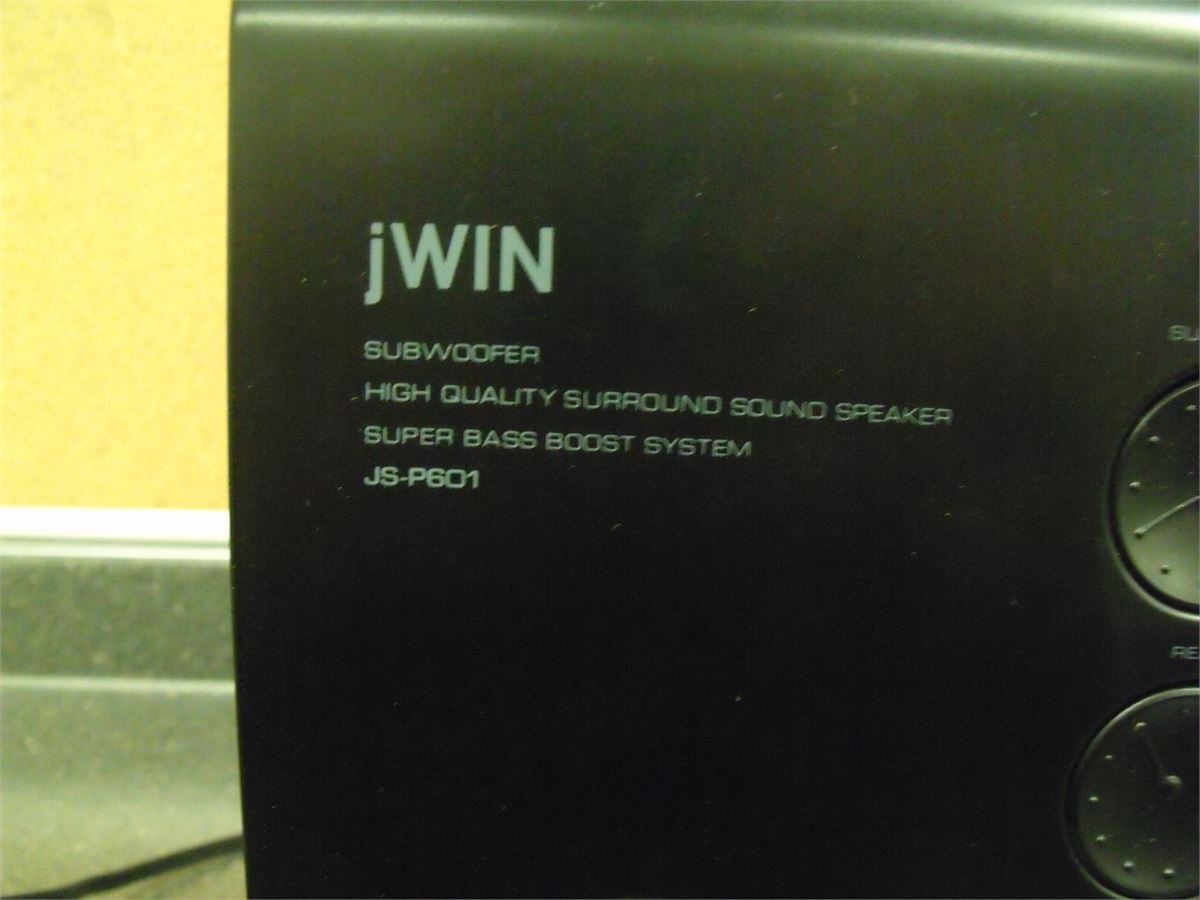 jWIN
SUBWOOFER
HIGH QUALITY SURROUND SOUND SPEAKER
SUPER BASS BOOST SYSTEM
JS-P601